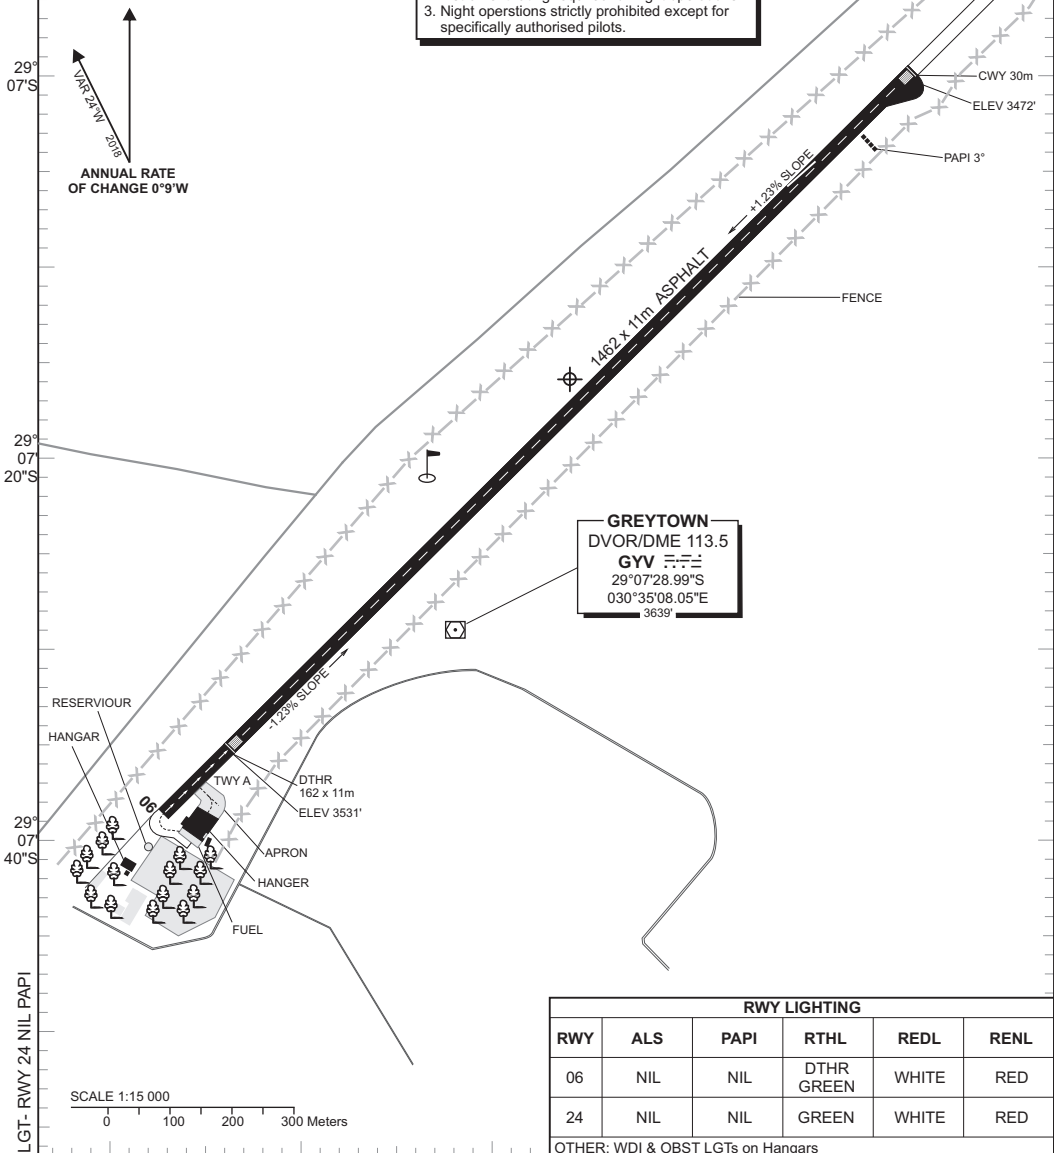 3. Night operstions strictly prohibited except for
specifically authorised pilots.
29°
07'S
VAR 24°W
2018
ANNUAL RATE
OF CHANGE 0°9'W
CWY 30m
ELEV 3472'
PAPI 3°
+1.23% SLOPE
1462 x 11m ASPHALT
FENCE
29°
07'
20"S
GREYTOWN
DVOR/DME 113.5
GYV
29°07'28.99"S
030°35'08.05"E
3639'
-1.23% SLOPE
RESERVIOUR
HANGAR
TWY A
DTHR
162 x 11m
06
ELEV 3531'
29°
07'
40"S
APRON
HANGER
FUEL
LGT- RWY 24 NIL PAPI
SCALE 1:15 000
0 100 200 300 Meters
RWY LIGHTING
RWY ALS PAPI RTHL REDL RENL
06 NIL NIL DTHR GREEN WHITE RED
24 NIL NIL GREEN WHITE RED
OTHER: WDI & OBST LGTs on Hangars